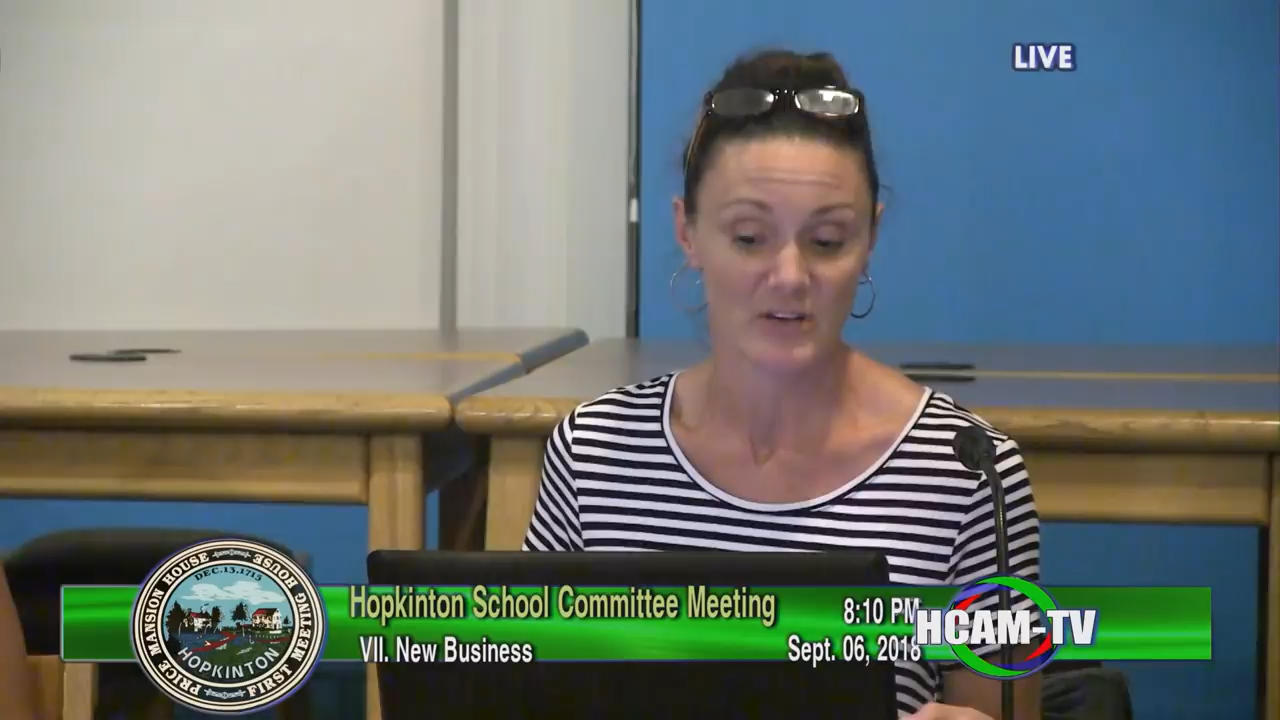 LIVE
Hopkinton School Committee Meeting
8:10 PM
VII. New Business
Sept. 06, 2018
HCAM-TV
PRICE MANSION HOUSE
FIRST MEETING HOUSE
DEC.13.1715
HOPKINTON